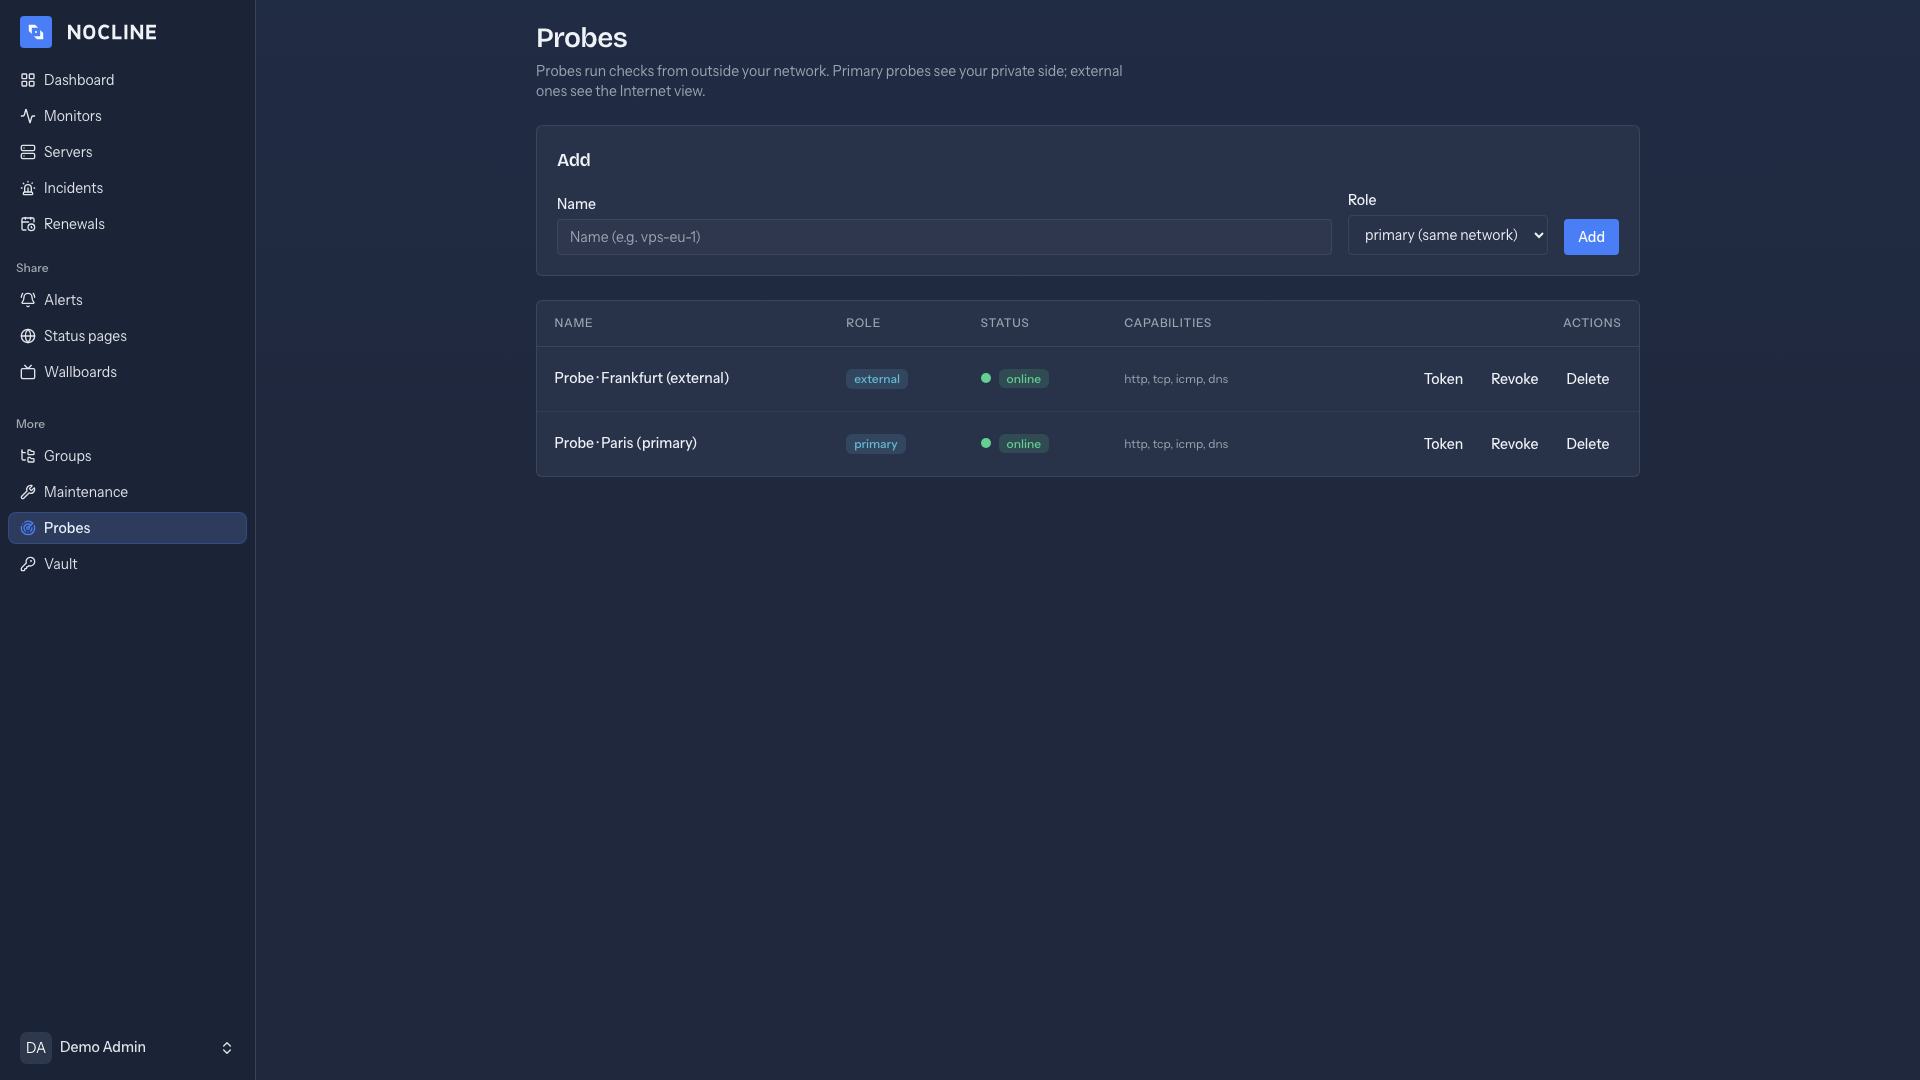 NOCLINE
Dashboard
Monitors
Servers
Incidents
Renewals
Share
Alerts
Status pages
Wallboards
More
Groups
Maintenance
Probes
Vault
DA Demo Admin
Probes
Probes run checks from outside your network. Primary probes see your private side; external
ones see the Internet view.
Add
Name
Role
Name (e.g. vps-eu-1)
primary (same network)
Add
NAME ROLE STATUS CAPABILITIES ACTIONS
Probe · Frankfurt (external) external online http, tcp, icmp, dns Token Revoke Delete
Probe · Paris (primary) primary online http, tcp, icmp, dns Token Revoke Delete